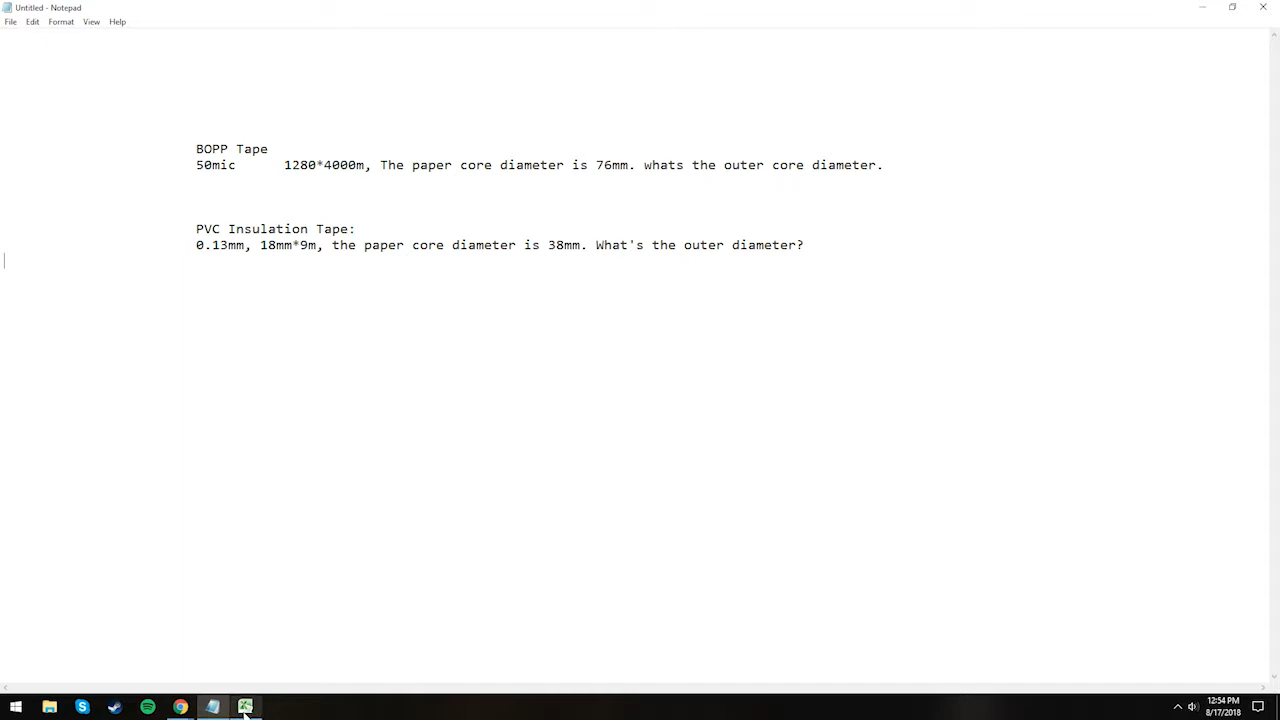 Untitled - Notepad
File Edit Format View Help
BOPP Tape
50mic 1280*4000m, The paper core diameter is 76mm. whats the outer core diameter.
PVC Insulation Tape:
0.13mm, 18mm*9m, the paper core diameter is 38mm. What's the outer diameter?
12:54 PM
8/17/2018